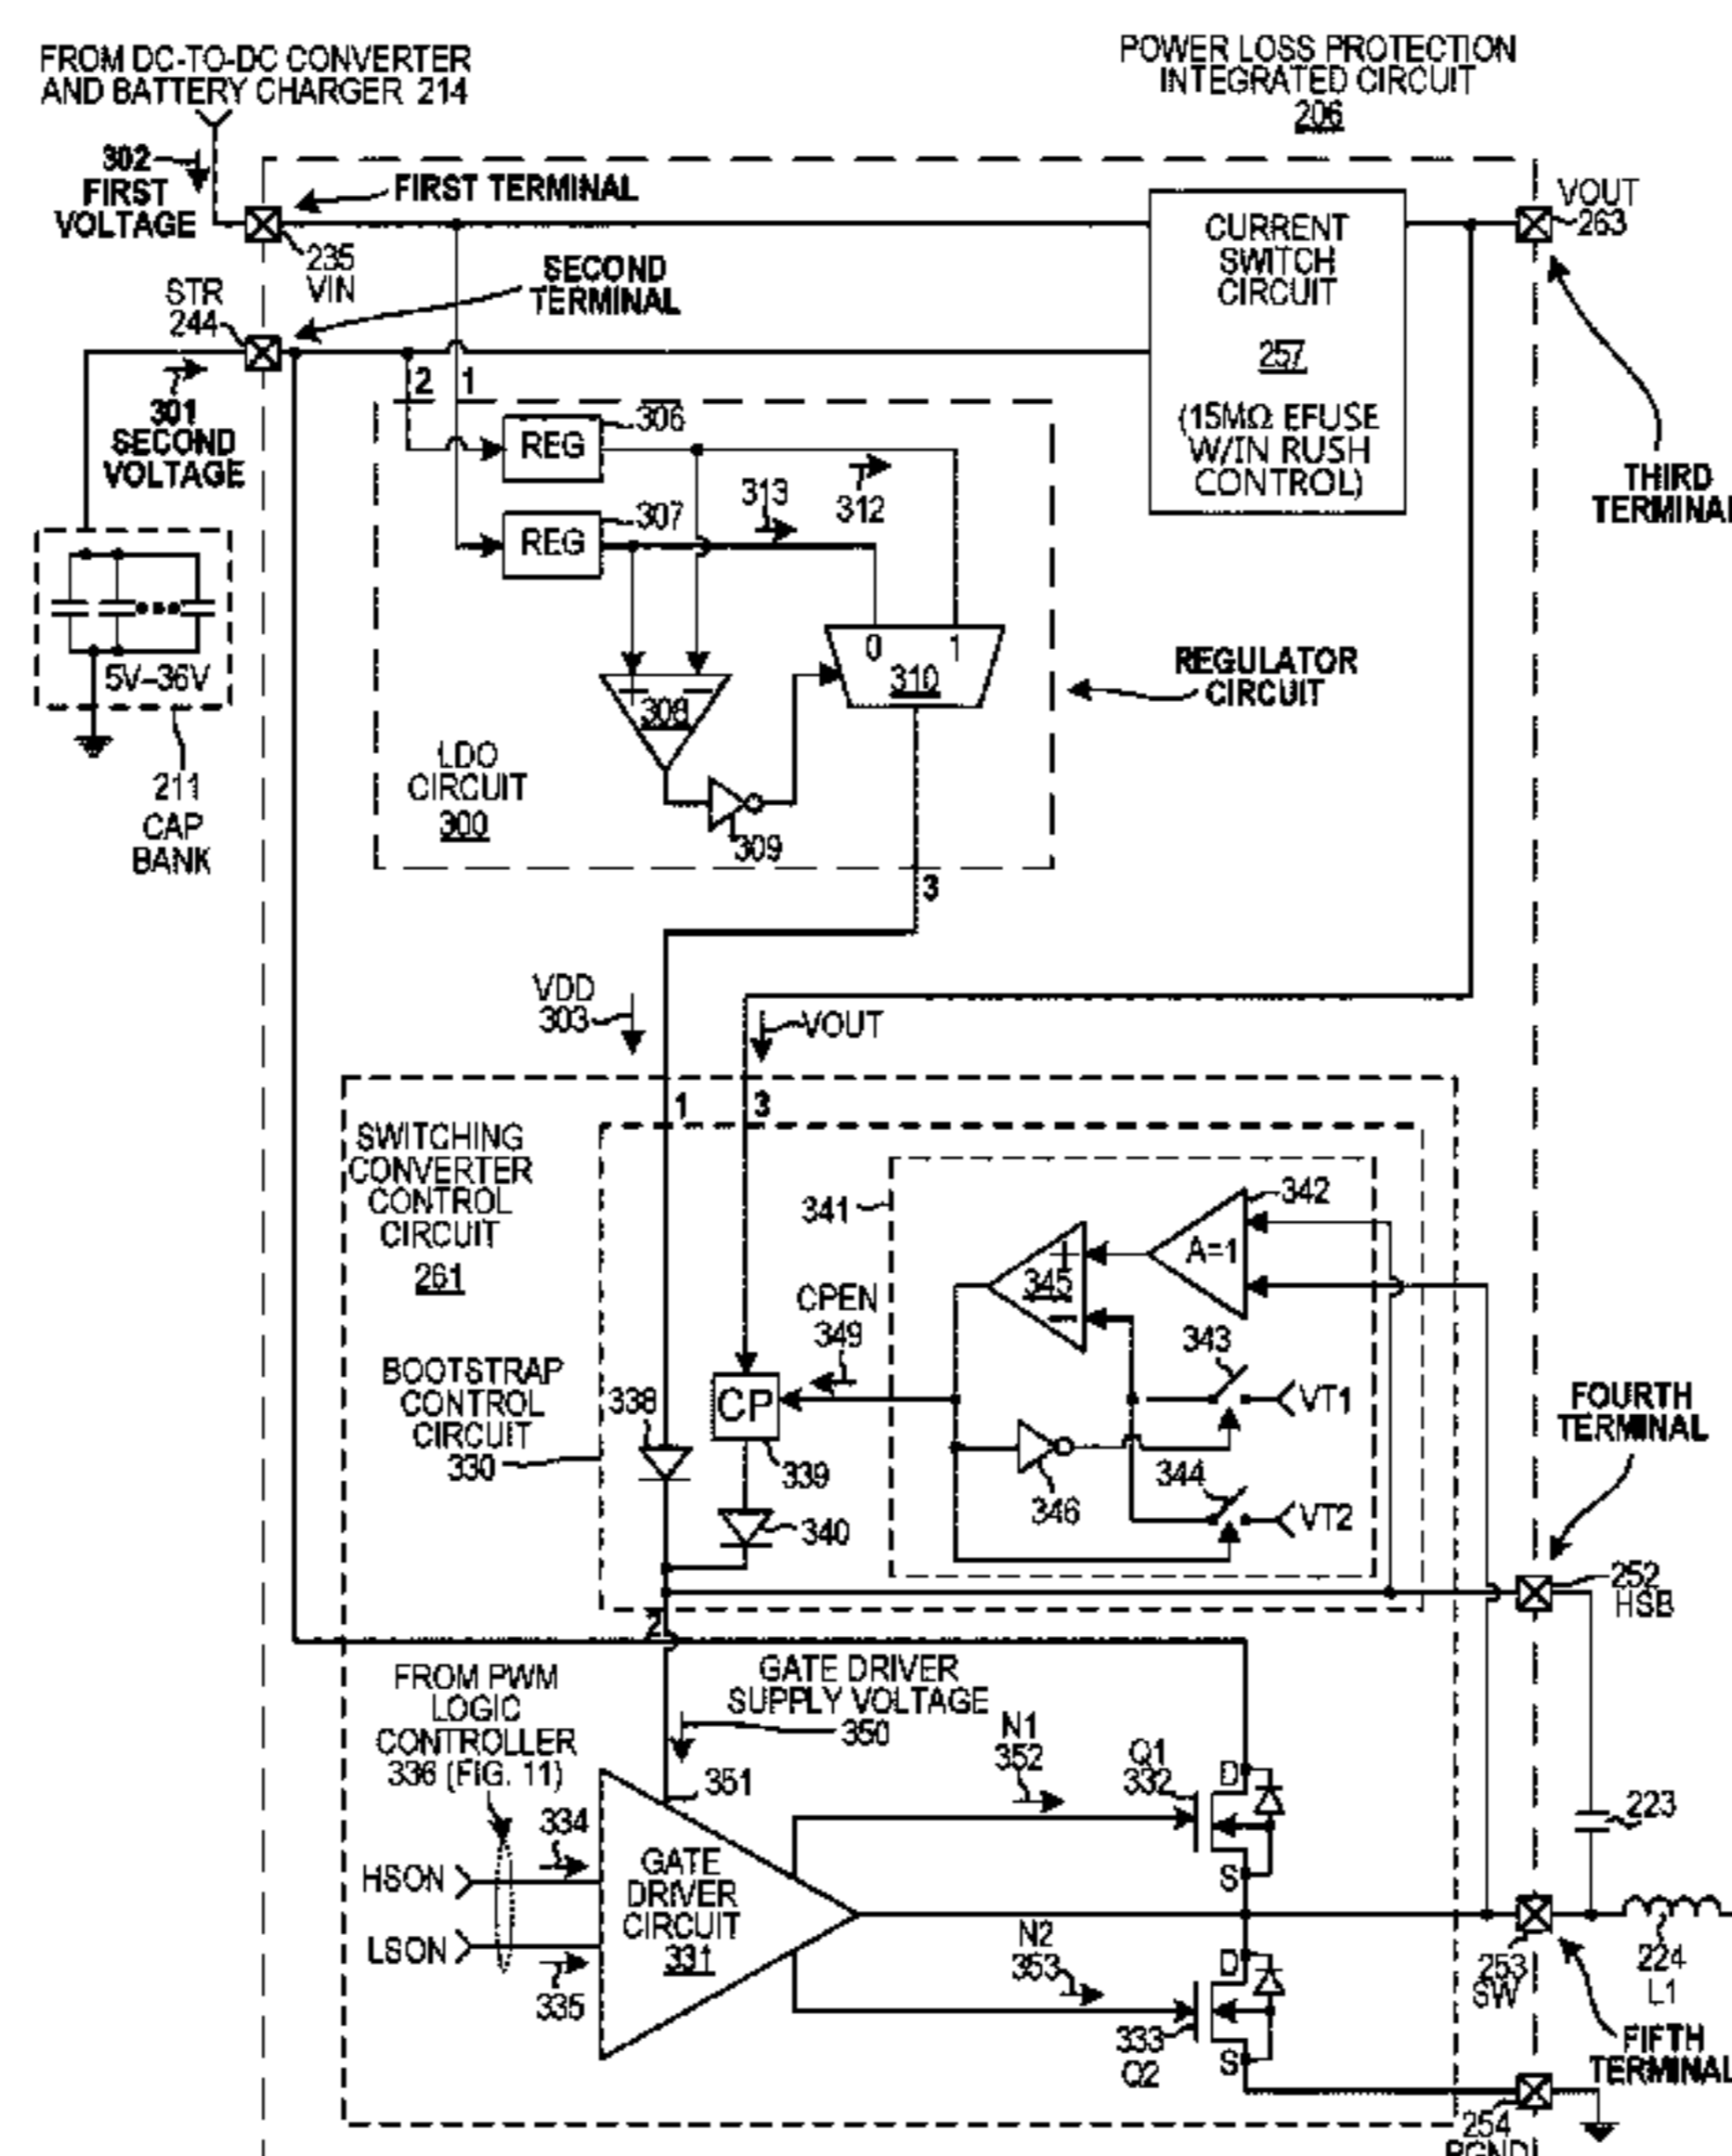 FROM DC-TO-DC CONVERTER
AND BATTERY CHARGER 214
POWER LOSS PROTECTION
INTEGRATED CIRCUIT
206
302
FIRST
VOLTAGE
FIRST TERMINAL
235
VIN
STR
244
SECOND
TERMINAL
CURRENT
SWITCH
CIRCUIT
257
(15MΩ EFUSE
W/IN RUSH
CONTROL)
VOUT
263
THIRD
TERMINAL
301
SECOND
VOLTAGE
2
1
REG
306
REG
307
313
312
5V-36V
211
CAP
BANK
0
1
310
+
–
308
309
LDO
CIRCUIT
300
REGULATOR
CIRCUIT
3
VDD
303
VOUT
1
3
SWITCHING
CONVERTER
CONTROL
CIRCUIT
261
341
342
A=1
+
345
–
CPEN
349
343
VT1
344
VT2
346
BOOTSTRAP
CONTROL
CIRCUIT
330
338
CP
339
340
FOURTH
TERMINAL
252
HSB
2
FROM PWM
LOGIC
CONTROLLER
336 (FIG. 11)
GATE DRIVER
SUPPLY VOLTAGE
350
351
N1
352
Q1
332
D
S
223
334
HSON
LSON
335
GATE
DRIVER
CIRCUIT
331
N2
353
D
S
333
Q2
253
SW
224
L1
FIFTH
TERMINAL
254
PGND